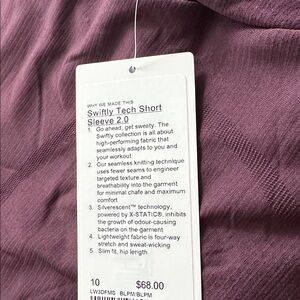 WHY WE MADE THIS
Swiftly Tech Short
Sleeve 2.0
1. Go ahead, get sweaty. The
Swiftly collection is all about
high-performing fabric that
seamlessly adapts to you and
your workout
2. Our seamless knitting technique
uses fewer seams to engineer
targeted texture and
breathability into the garment
for minimal chafe and maximum
comfort
3. Silverescent™ technology,
powered by X-STATIC®, inhibits
the growth of odour-causing
bacteria on the garment
4. Lightweight fabric is four-way
stretch and sweat-wicking
5. Slim fit, hip length
10 $68.00
LW3DFMS BLPM/BLPM